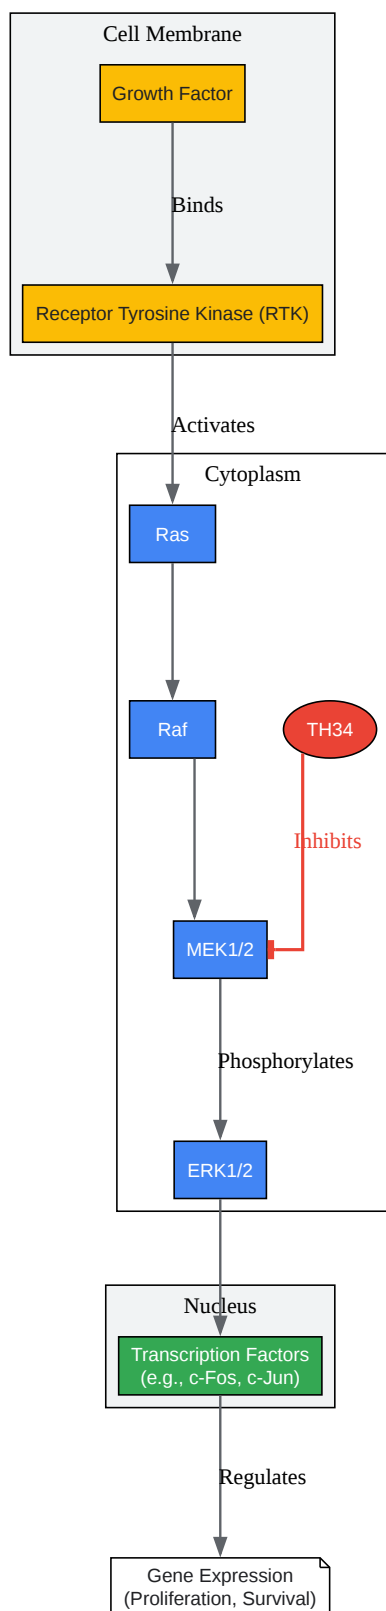 Cell Membrane
Growth Factor
Binds
Receptor Tyrosine Kinase (RTK)
Activates
Cytoplasm
Ras
Raf
TH34
Inhibits
MEK1/2
Phosphorylates
ERK1/2
Nucleus
Transcription Factors
(e.g., c-Fos, c-Jun)
Regulates
Gene Expression
(Proliferation, Survival)